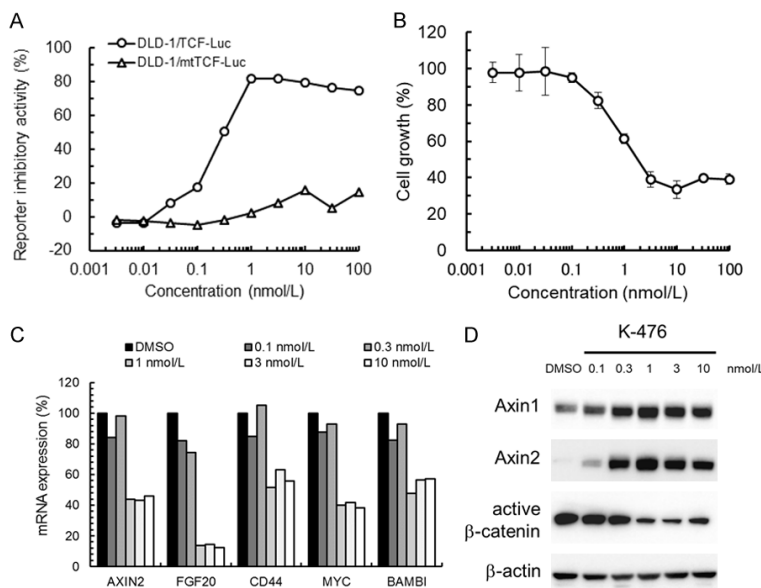 A
DLD-1/TCF-Luc
DLD-1/mtTCF-Luc
Reporter inhibitory activity (%)
100
80
60
40
20
0
-20
0.001 0.01 0.1 1 10 100
Concentration (nmol/L)
B
Cell growth (%)
120
100
80
60
40
20
0
0.001 0.01 0.1 1 10 100
Concentration (nmol/L)
C
DMSO 0.1 nmol/L 0.3 nmol/L
1 nmol/L 3 nmol/L 10 nmol/L
mRNA expression (%)
120
100
80
60
40
20
0
AXIN2 FGF20 CD44 MYC BAMBI
D
K-476
DMSO 0.1 0.3 1 3 10 nmol/L
Axin1
Axin2
active
β-catenin
β-actin